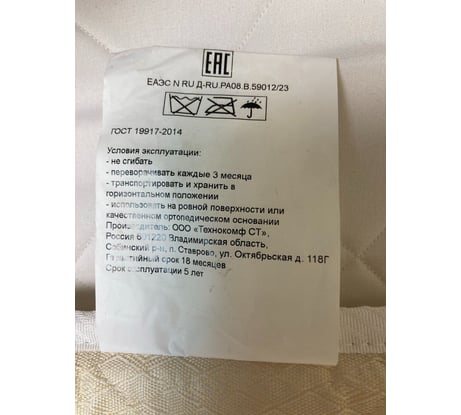 EAC
ЕАЭС N RU Д-RU.РА08.В.59012/23
ГОСТ 19917-2014
Условия эксплуатации:
- не сгибать
- переворачивать каждые 3 месяца
- транспортировать и хранить в
горизонтальном положении
- использовать на ровной поверхности или
качественном ортопедическом основании
Производитель: ООО «Технокомф СТ»,
Россия 601220 Владимирская область,
Собинский р-н, п. Ставрово, ул. Октябрьская д. 118Г
Гарантийный срок 18 месяцев
Срок эксплуатации 5 лет